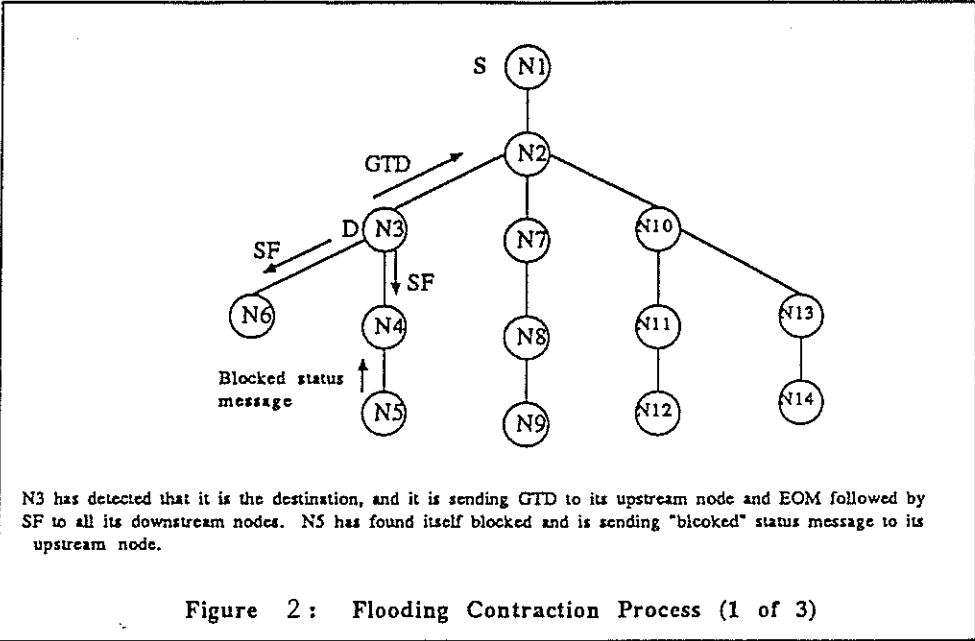 S N1
N2
GTD
D N3
N7
N10
SF
SF
N6
N4
N8
N11
N13
Blocked status
message
N5
N9
N12
N14
N3 has detected that it is the destination, and it is sending GTD to its upstream node and EOM followed by
SF to all its downstream nodes. N5 has found itself blocked and is sending "blcoked" status message to its
upstream node.
Figure 2: Flooding Contraction Process (1 of 3)